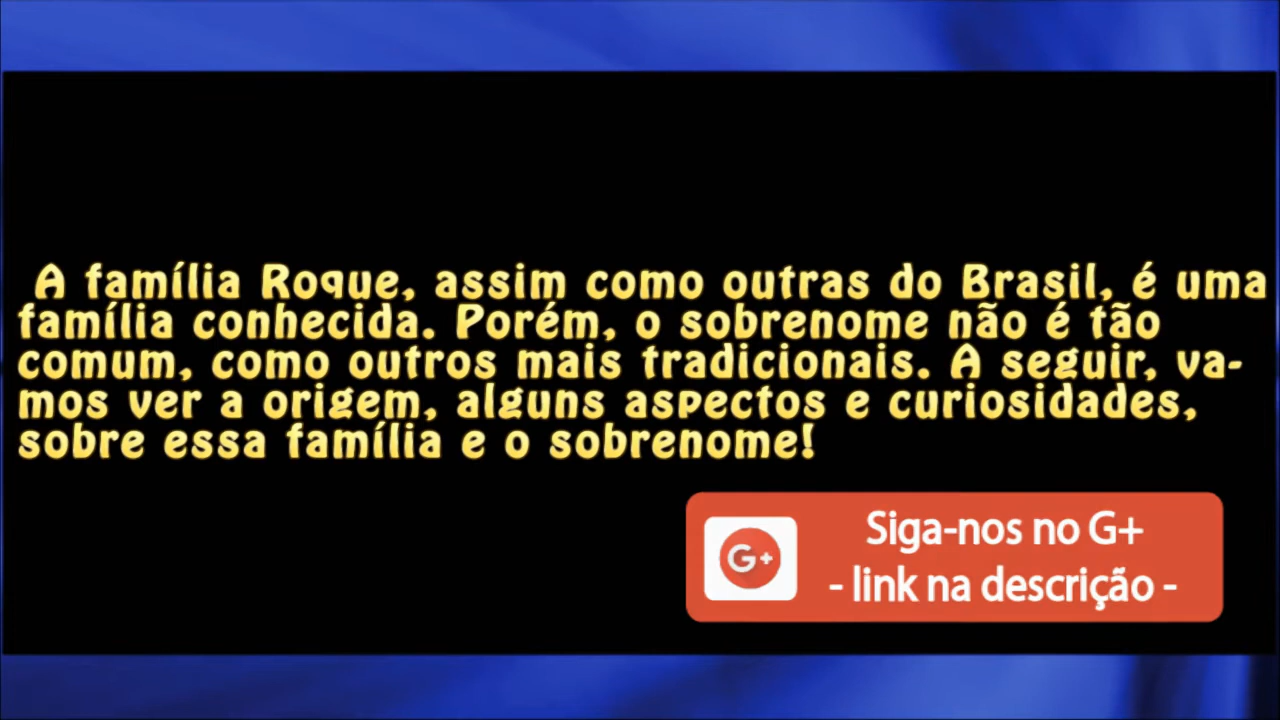 A família Roque, assim como outras do Brasil, é uma
família conhecida. Porém, o sobrenome não é tão
comum, como outros mais tradicionais. A seguir, va-
mos ver a origem, alguns aspectos e curiosidades,
sobre essa família e o sobrenome!
G+
Siga-nos no G+
- link na descrição -